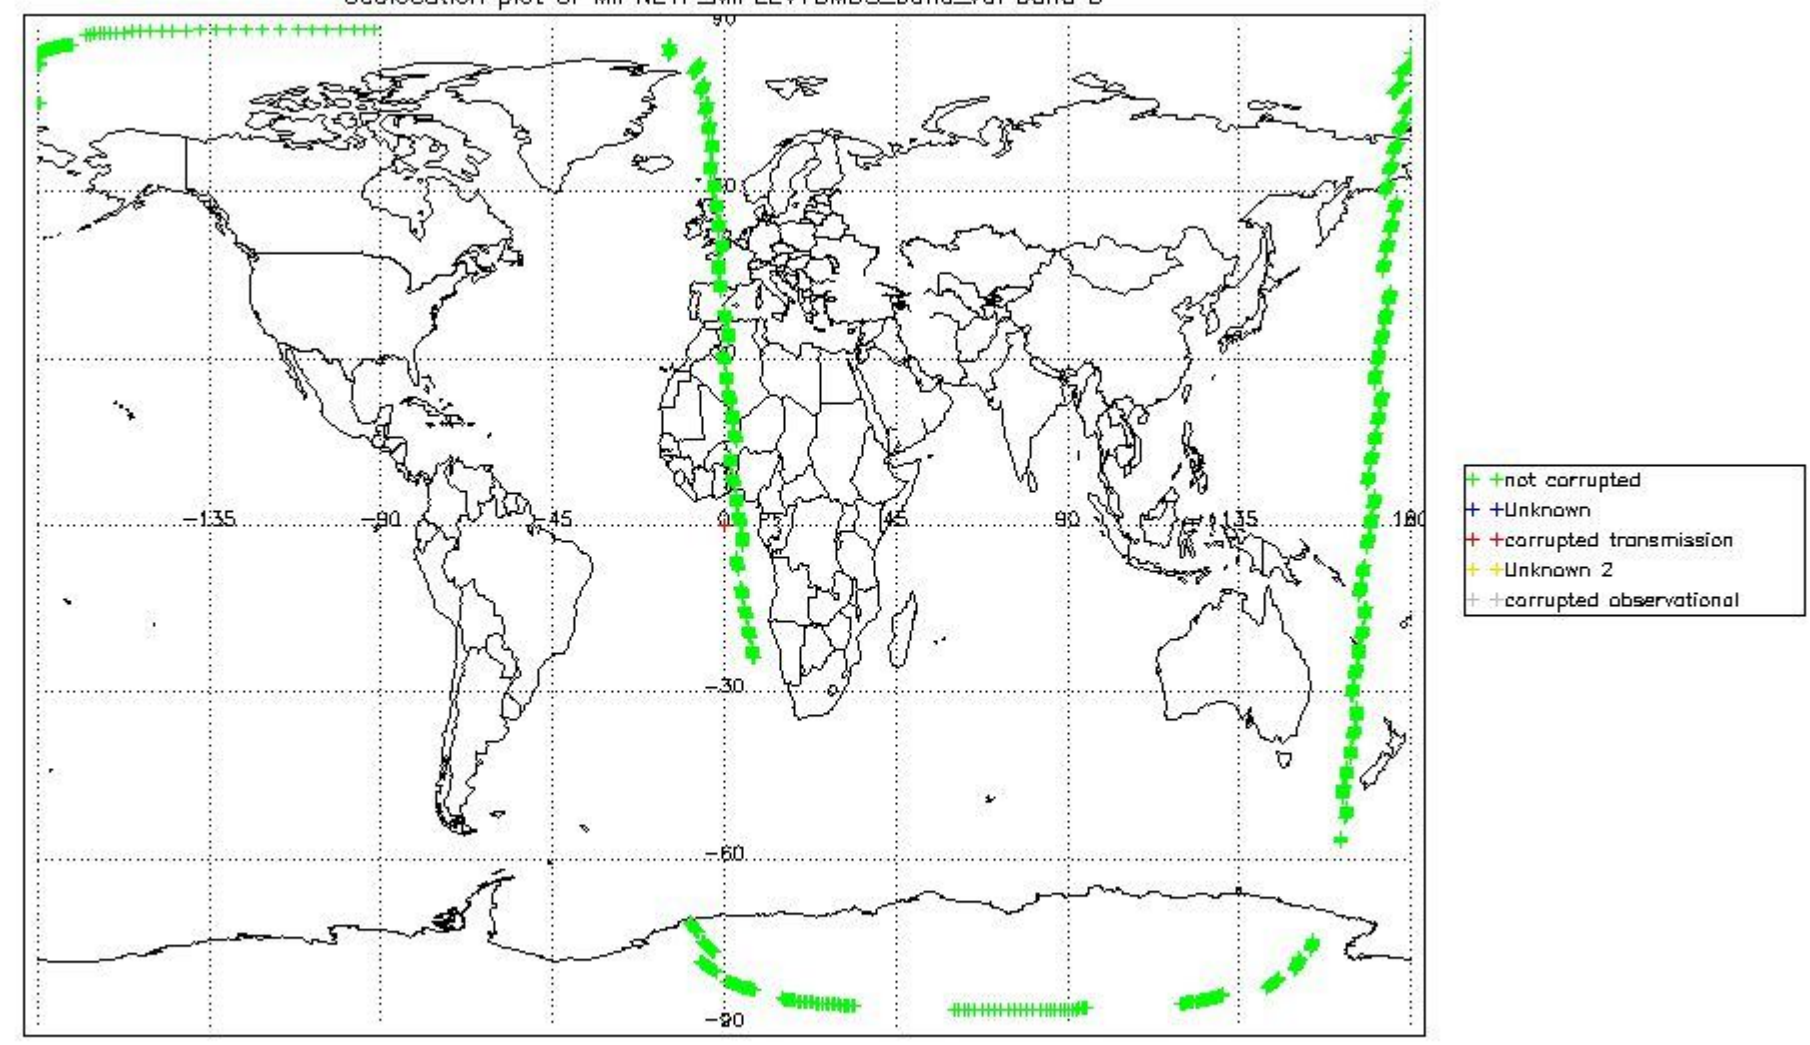 90
-135
-90
-45
0
45
90
135
180
-30
-60
-90
+ +not corrupted
+ +Unknown
+ +corrupted transmission
+ +Unknown 2
+ +corrupted observational